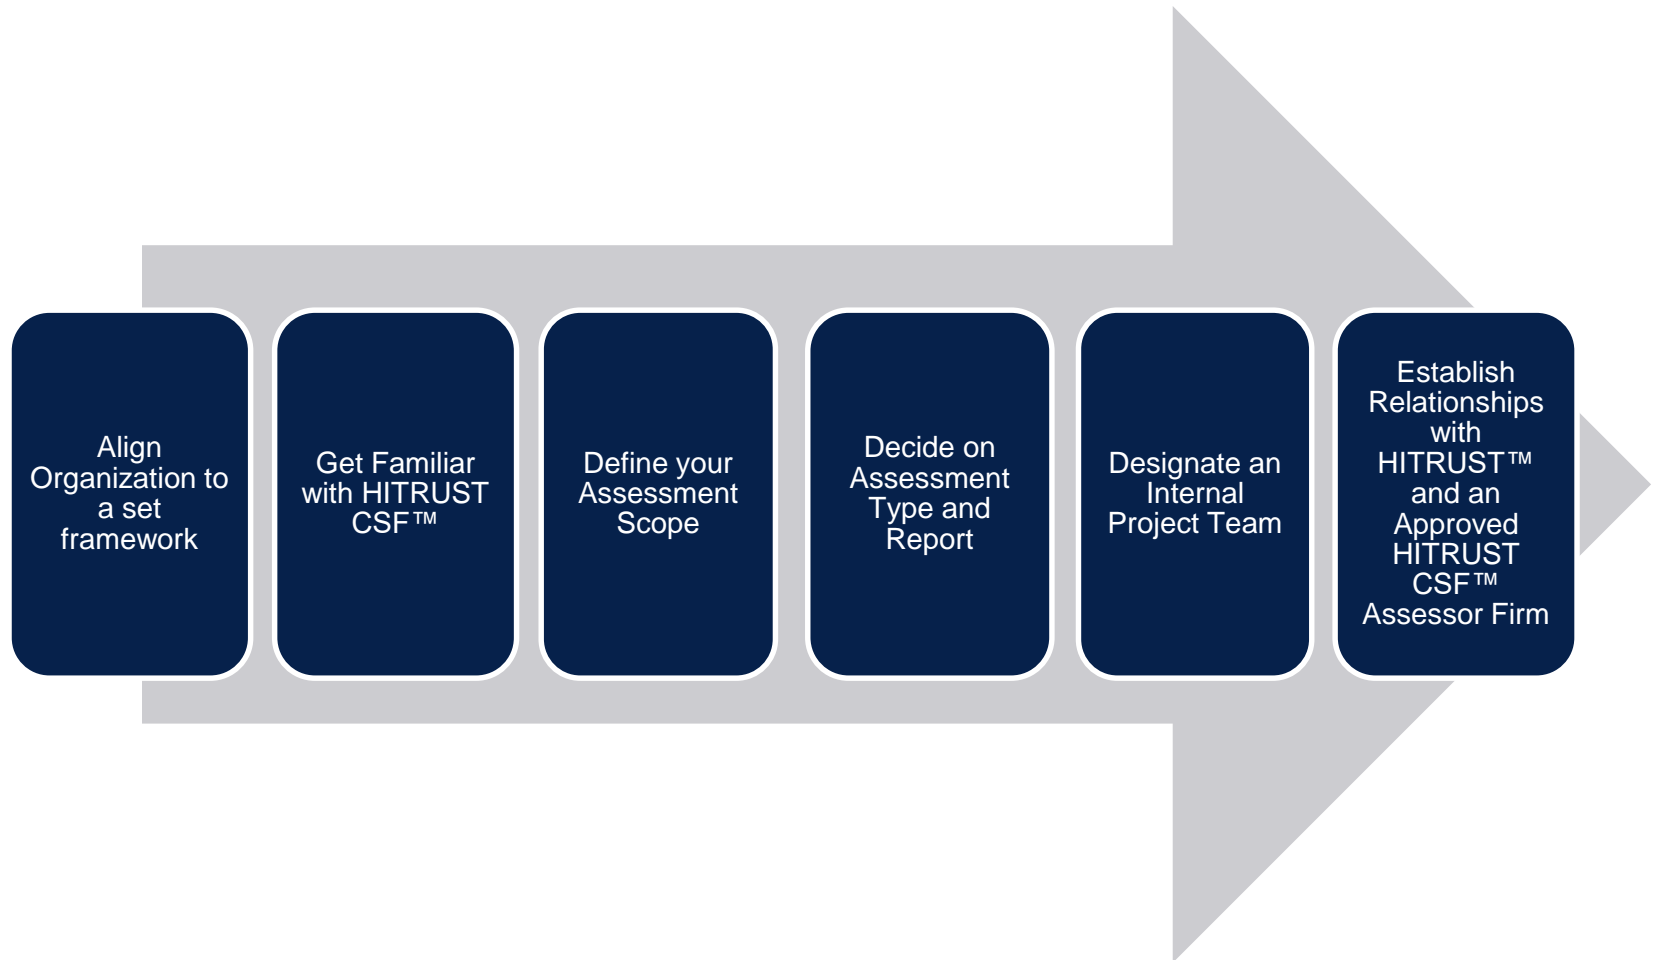 Align
Organization to
a set
framework
Get Familiar
with HITRUST
CSF™
Define your
Assessment
Scope
Decide on
Assessment
Type and
Report
Designate an
Internal
Project Team
Establish
Relationships
with
HITRUST™
and an
Approved
HITRUST
CSF™
Assessor Firm